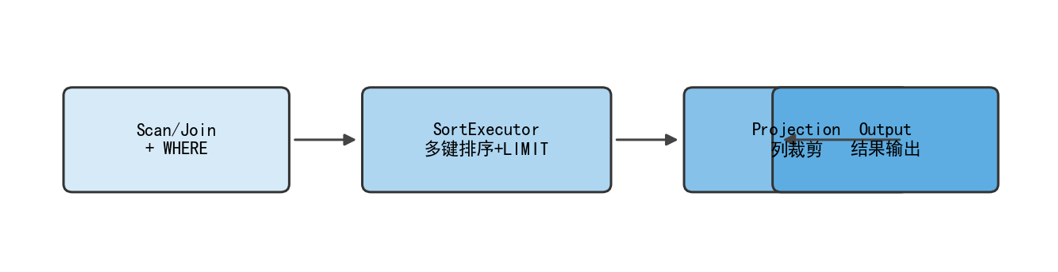 Scan/Join
+ WHERE
SortExecutor
多键排序+LIMIT
Projection
列裁剪
Output
结果输出